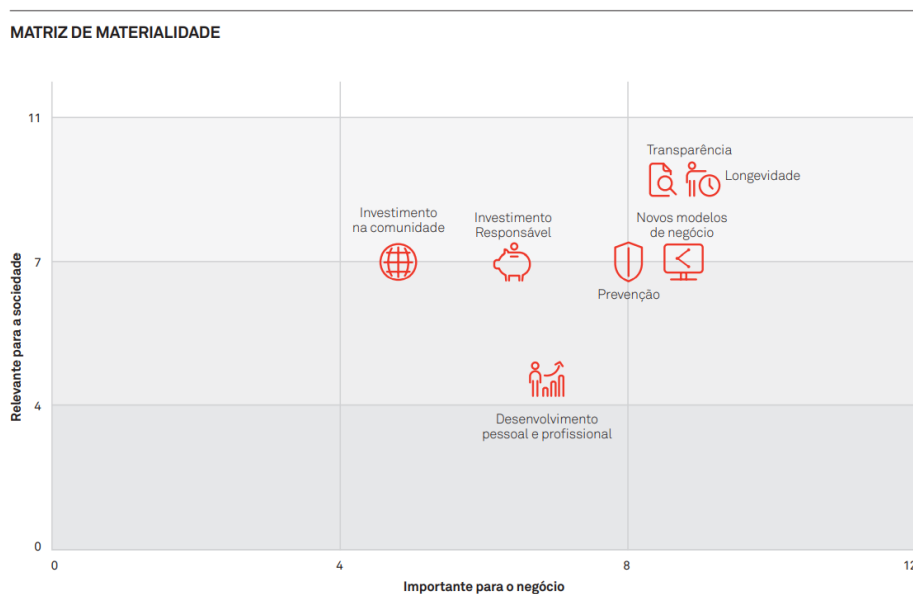 MATRIZ DE MATERIALIDADE
11
Transparência
Longevidade
Investimento
na comunidade
Investimento
Responsável
Novos modelos
de negócio
7
Prevenção
Relevante para a sociedade
4
Desenvolvimento
pessoal e profissional
0
0
4
8
12
Importante para o negócio